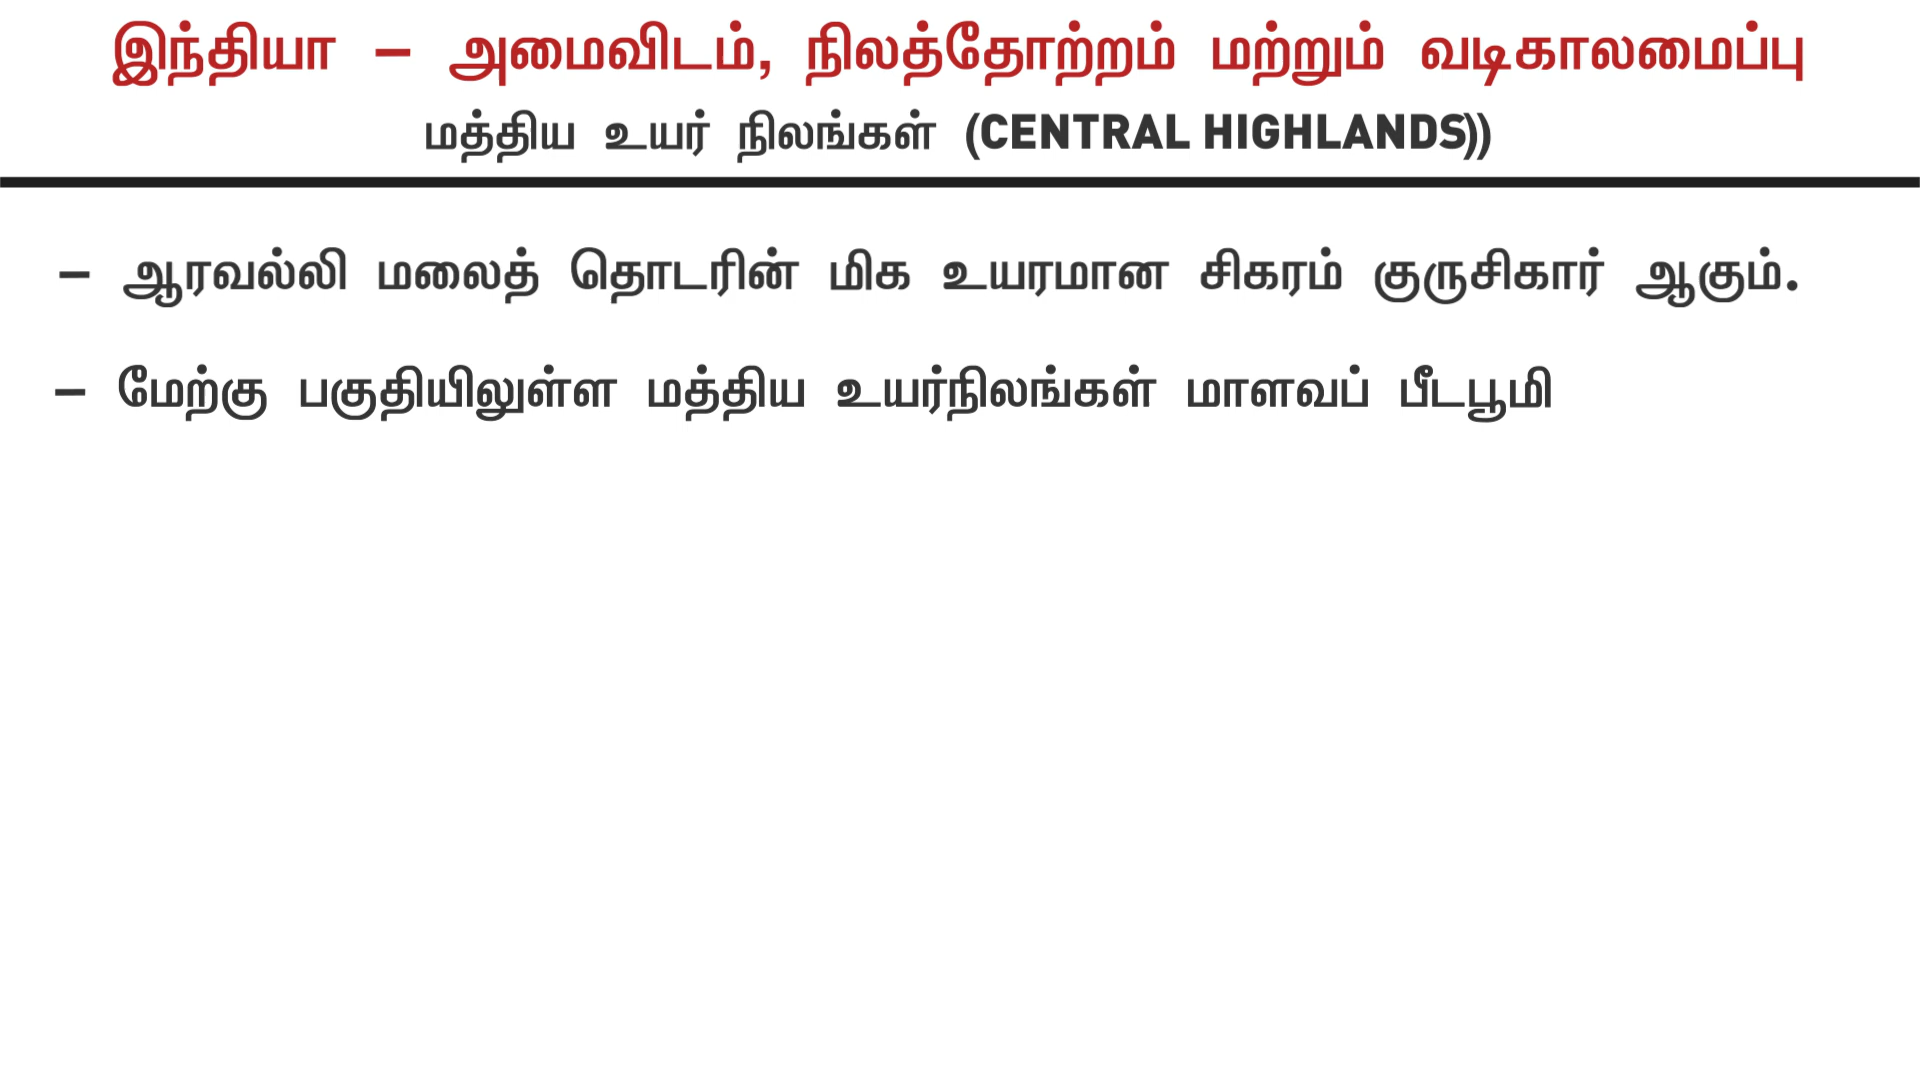 இந்தியா – அமைவிடம், நிலத்தோற்றம் மற்றும் வடிகாலமைப்பு
மத்திய உயர் நிலங்கள் (CENTRAL HIGHLANDS))
– ஆரவல்லி மலைத் தொடரின் மிக உயரமான சிகரம் குருசிகார் ஆகும்.
– மேற்கு பகுதியிலுள்ள மத்திய உயர்நிலங்கள் மாளவப் பீடபூமி